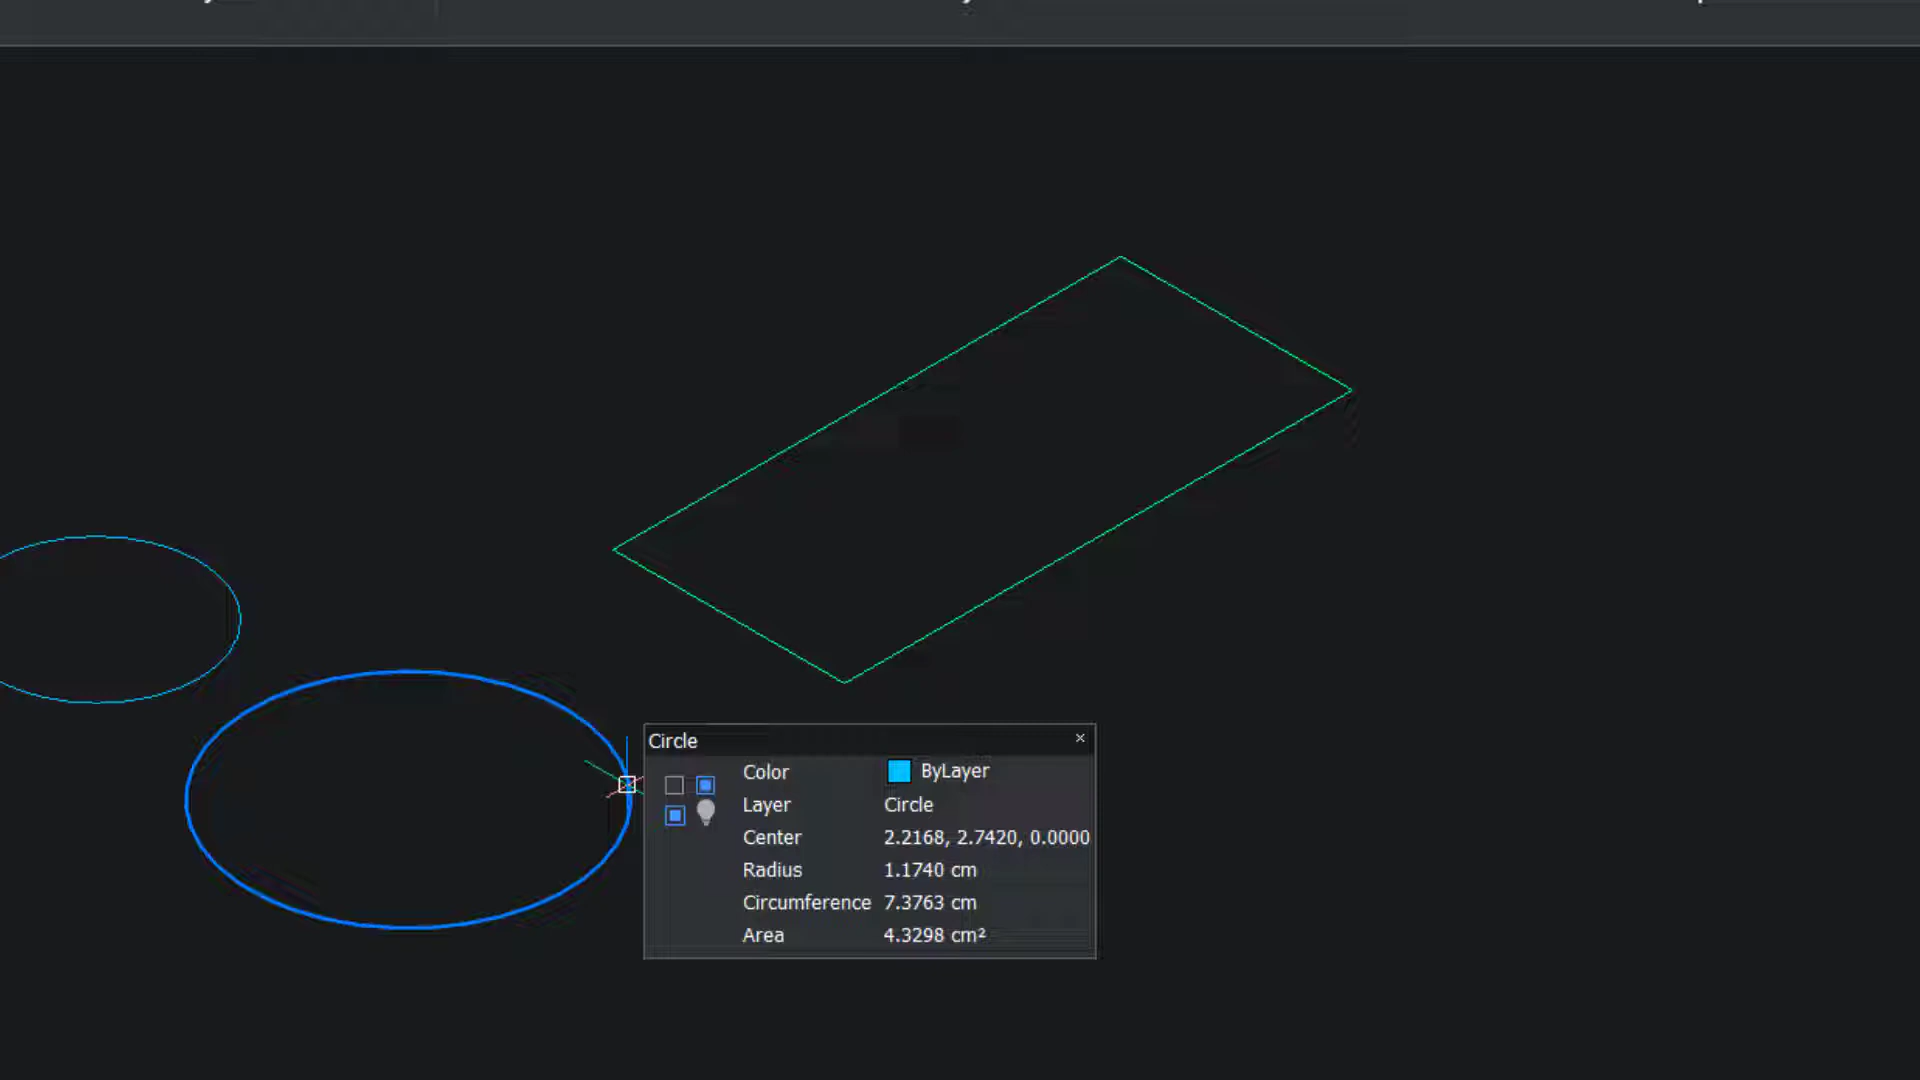 Circle
Color ByLayer
Layer Circle
Center 2.2168, 2.7420, 0.0000
Radius 1.1740 cm
Circumference 7.3763 cm
Area 4.3298 cm²